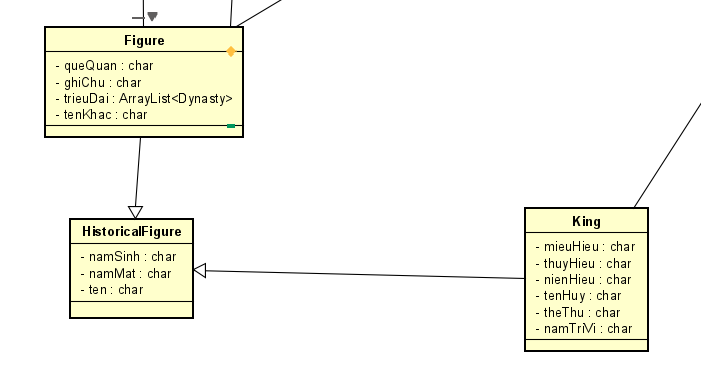 Figure
- queQuan : char
- ghiChu : char
- trieuDai : ArrayList<Dynasty>
- tenKhac : char
HistoricalFigure
- namSinh : char
- namMat : char
- ten : char
King
- mieuHieu : char
- thuyHieu : char
- nienHieu : char
- tenHuy : char
- theThu : char
- namTriVi : char